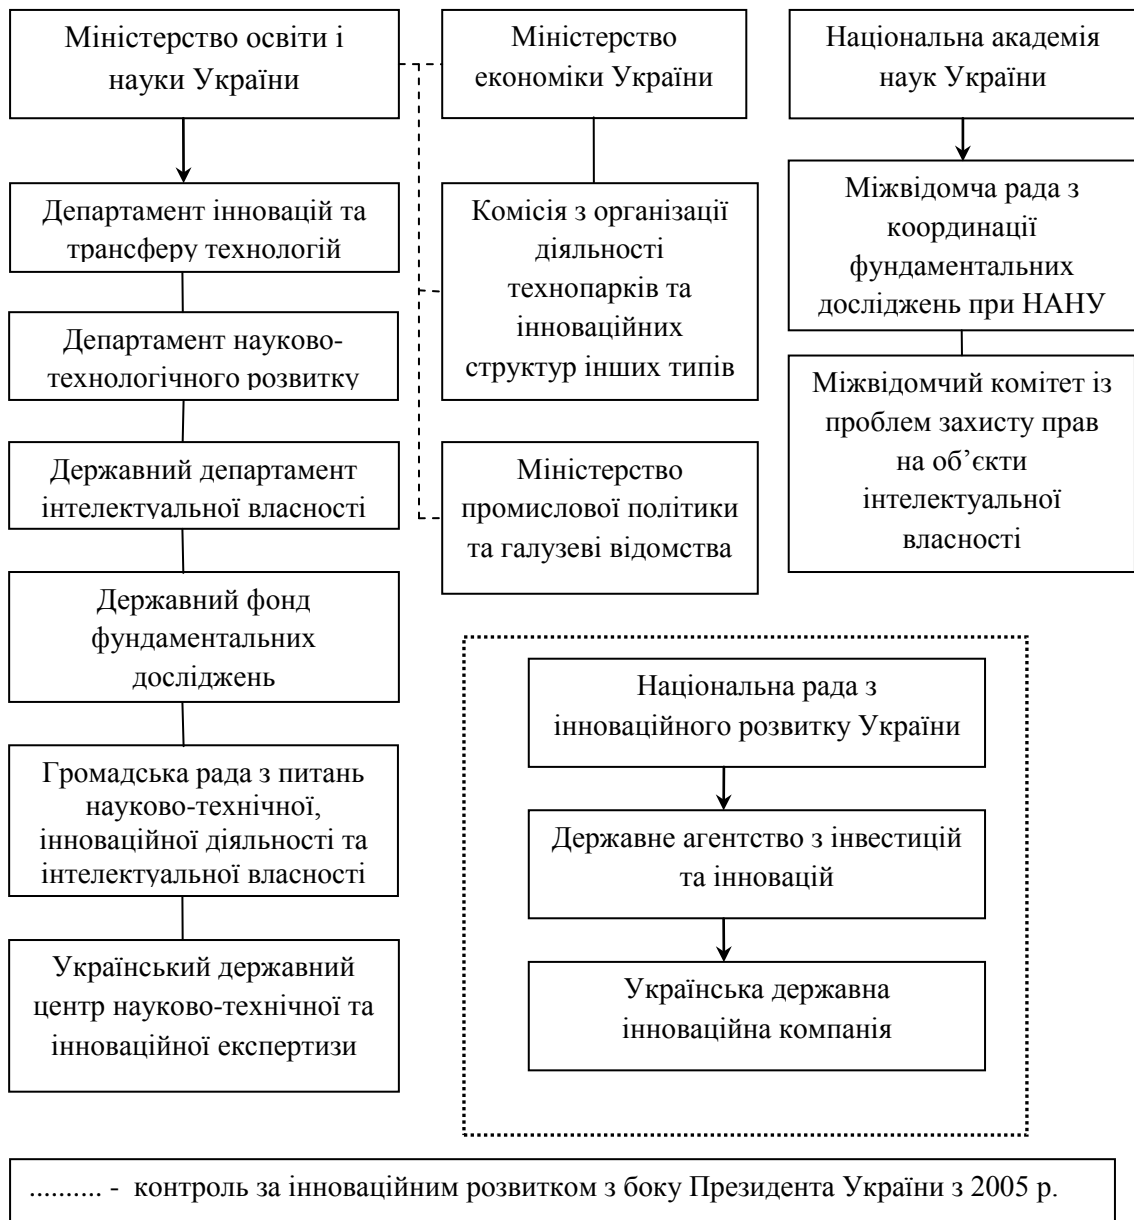 Міністерство освіти і
науки України
Департамент інновацій та
трансферу технологій
Департамент науково-
технологічного розвитку
Державний департамент
інтелектуальної власності
Державний фонд
фундаментальних
досліджень
Громадська рада з питань
науково-технічної,
інноваційної діяльності та
інтелектуальної власності
Український державний
центр науково-технічної та
інноваційної експертизи
Міністерство
економіки України
Комісія з організації
діяльності
технопарків та
інноваційних
структур інших типів
Міністерство
промислової політики
та галузеві відомства
Національна академія
наук України
Міжвідомча рада з
координації
фундаментальних
досліджень при НАНУ
Міжвідомчий комітет із
проблем захисту прав
на об’єкти
інтелектуальної
власності
Національна рада з
інноваційного розвитку України
Державне агентство з інвестицій
та інновацій
Українська державна
інноваційна компанія
.......... - контроль за інноваційним розвитком з боку Президента України з 2005 р.